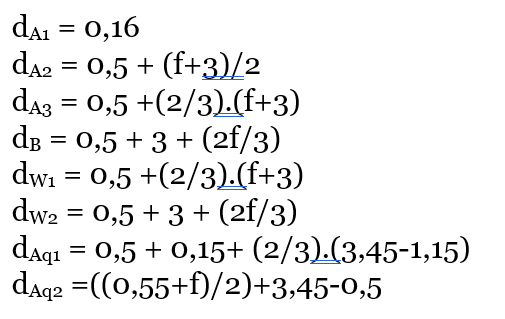 dA1 = 0,16
dA2 = 0,5 + (f+3)/2
dA3 = 0,5 +(2/3).(f+3)
dB = 0,5 + 3 + (2f/3)
dW1 = 0,5 +(2/3).(f+3)
dW2 = 0,5 + 3 + (2f/3)
dAq1 = 0,5 + 0,15+ (2/3).(3,45-1,15)
dAq2 =((0,55+f)/2)+3,45-0,5